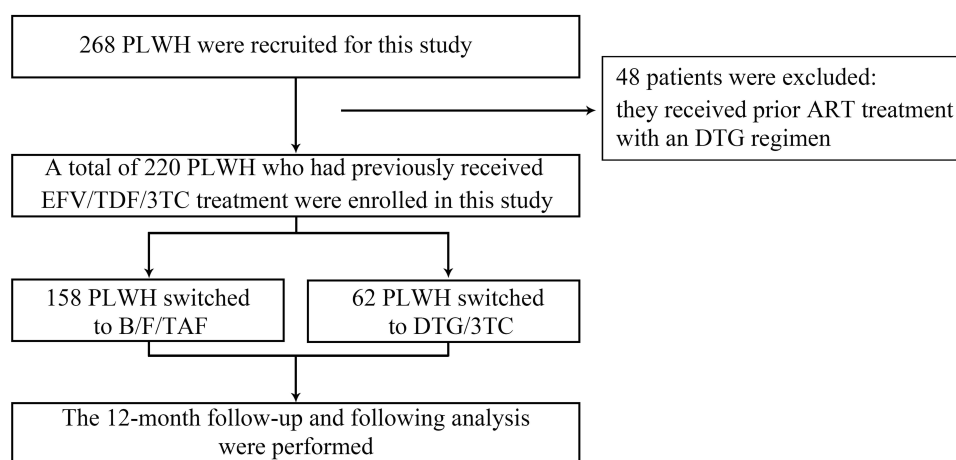 268 PLWH were recruited for this study
48 patients were excluded:
they received prior ART treatment
with an DTG regimen
A total of 220 PLWH who had previously received
EFV/TDF/3TC treatment were enrolled in this study
158 PLWH switched
to B/F/TAF
62 PLWH switched
to DTG/3TC
The 12-month follow-up and following analysis
were performed